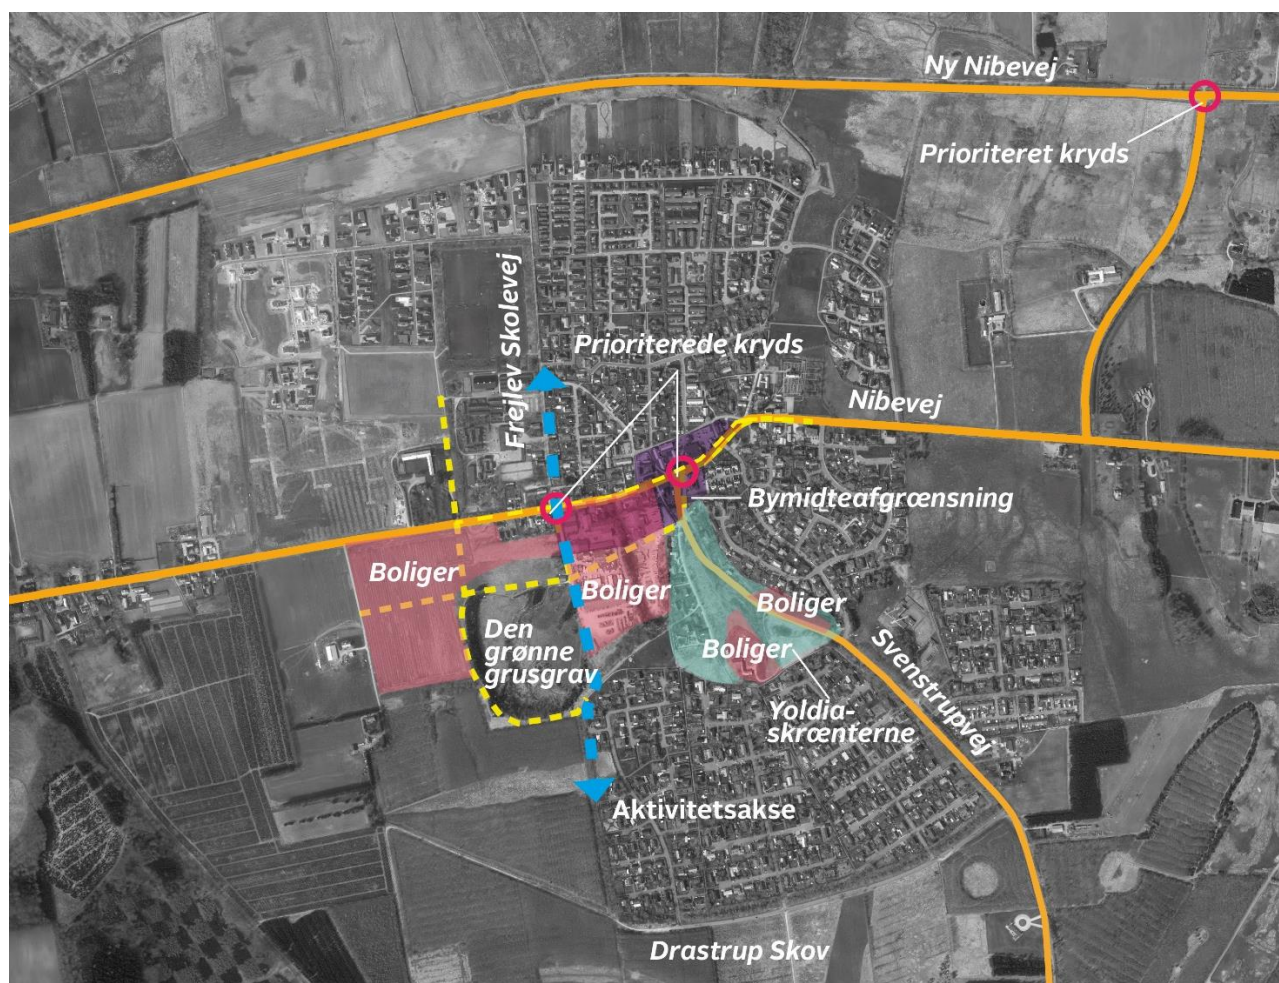 Ny Nibevej
Prioriteret kryds
Frejlev Skolevej
Prioriterede kryds
Nibevej
Bymidteafgrænsning
Boliger
Boliger
Boliger
Boliger
Den
grønne
grusgrav
Svenstrupvej
Yoldia-
skrænterne
Aktivitetsakse
Drastrup Skov